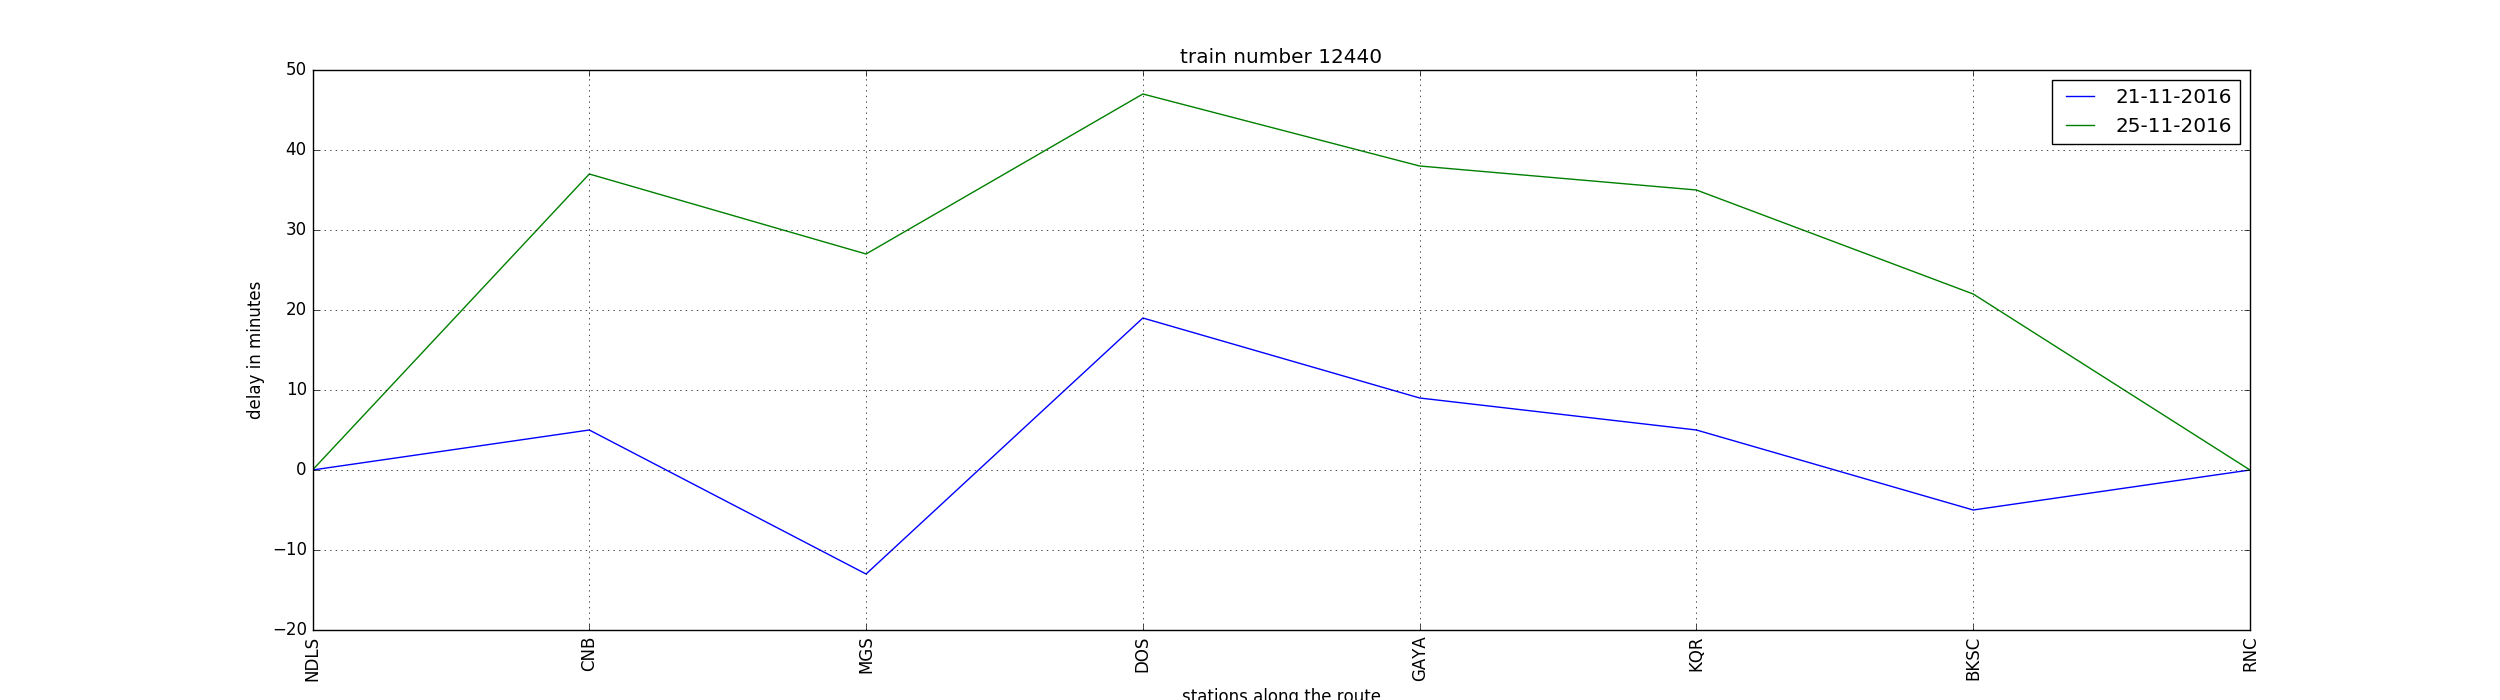 train number 12440
50
40
30
20
10
0
−10
−20
delay in minutes
21-11-2016
25-11-2016
NDLS
CNB
MGS
DOS
GAYA
KQR
BKSC
RNC
stations along the route